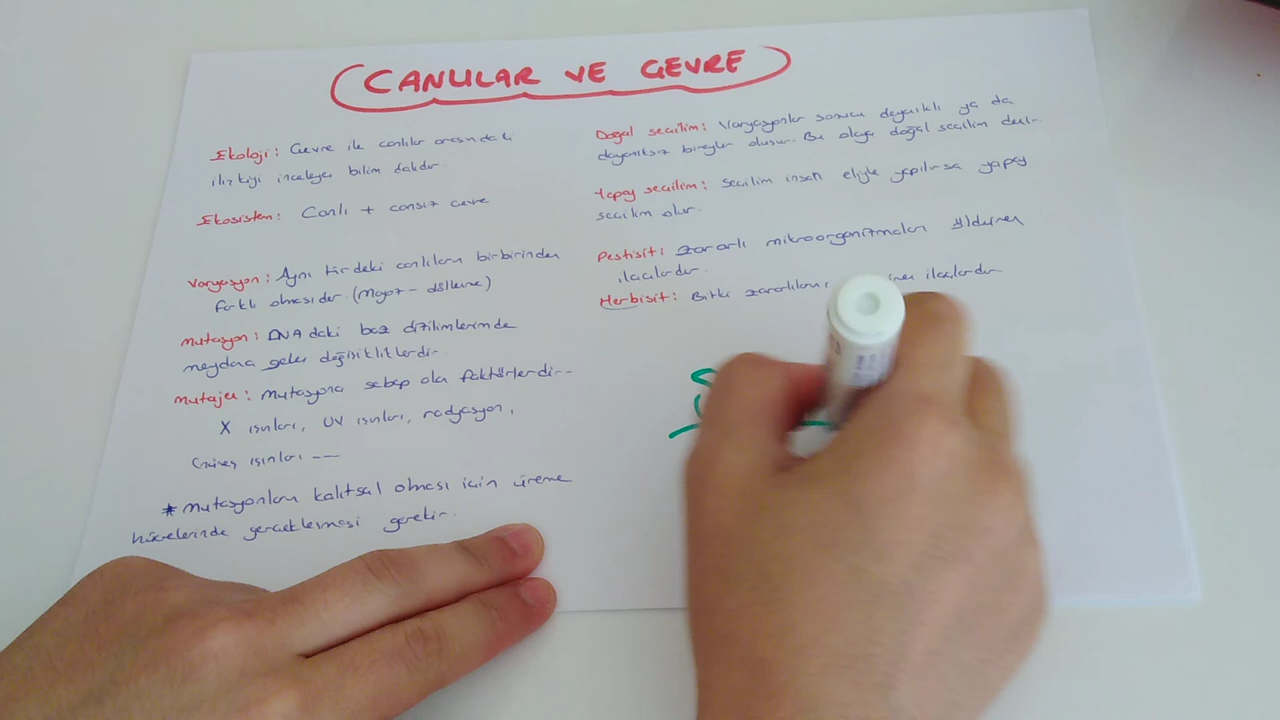 CANLILAR VE ÇEVRE
Ekoloji: Çevre ile canlılar arasındaki
ilişkiyi inceleyen bilim dalıdır.
Ekosistem: Canlı + cansız çevre
Varyasyon: Aynı türdeki canlıların birbirinden
farklı olmasıdır. (Mayoz - döllenme)
Mutasyon: DNA daki baz dizilimlerinde
meydana gelen değişikliklerdir.
Mutajen: Mutasyona sebep olan faktörlerdir--
X ışınları, UV ışınları, radyasyon,
Güneş ışınları ---
* Mutasyonların kalıtsal olması için üreme
hücrelerinde gerçekleşmesi gerekir.
Doğal seçilim: Varyasyonlar sonucu dayanıklı ya da
dayanıksız bireyler oluşur. Bu olaya doğal seçilim denir.
Yapay seçilim: Seçilim insan eliyle yapılırsa yapay
seçilim olur.
Pestisit: Zararlı mikroorganizmaları öldüren
ilaçlardır.
Herbisit: Bitki zararlıları ilaçlardır